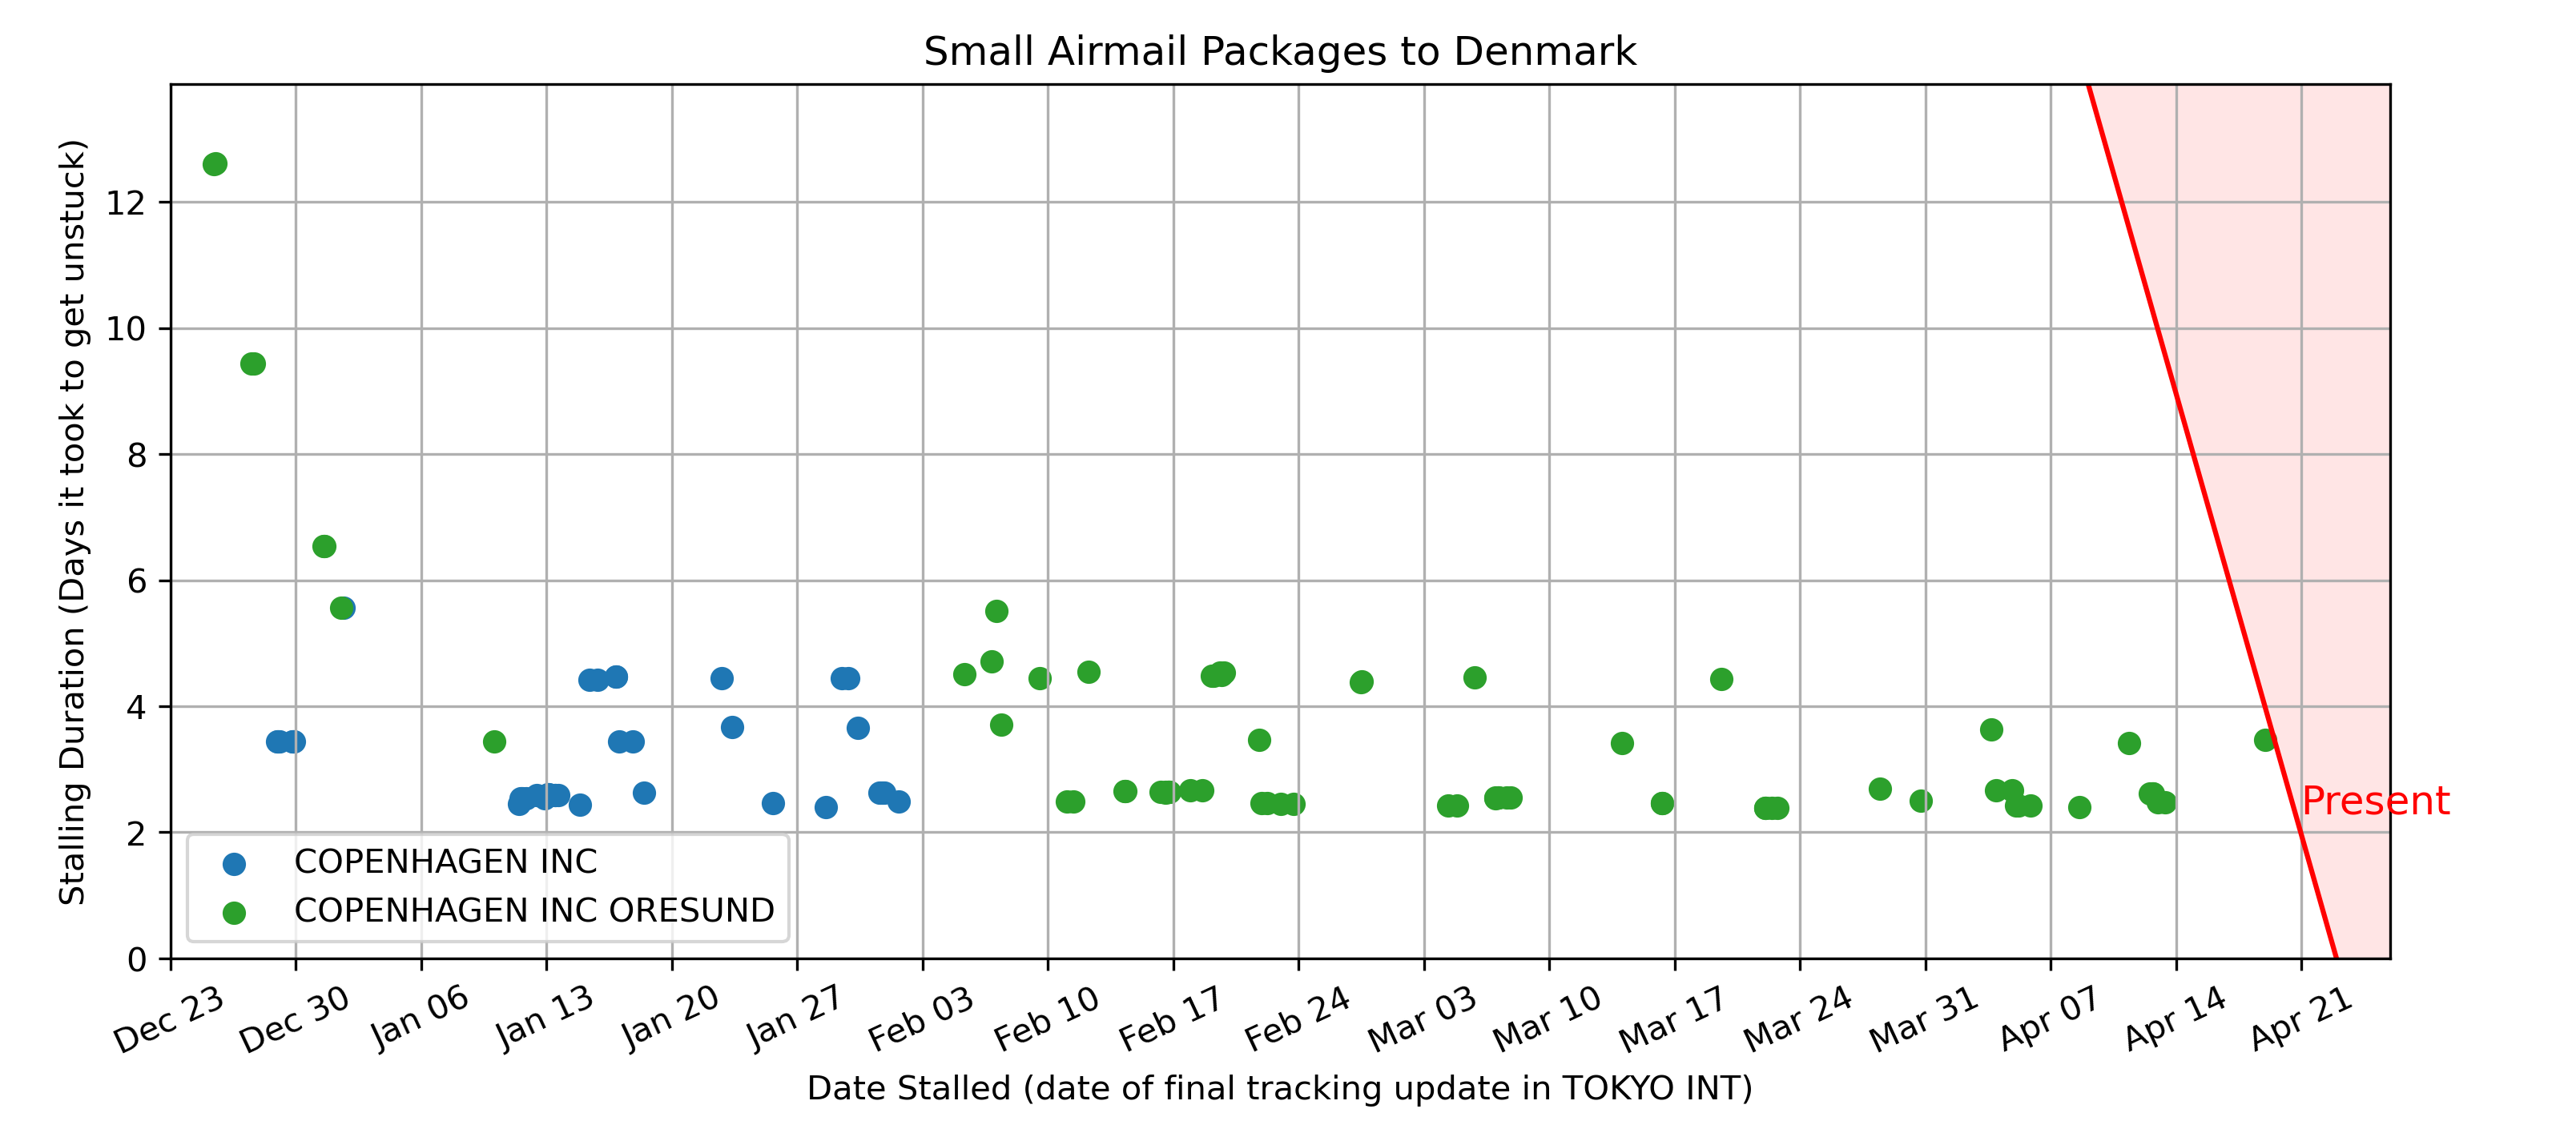 Small Airmail Packages to Denmark
Stalling Duration (Days it took to get unstuck)
12
10
8
6
4
2
0
Present
COPENHAGEN INC
COPENHAGEN INC ORESUND
Dec 23
Dec 30
Jan 06
Jan 13
Jan 20
Jan 27
Feb 03
Feb 10
Feb 17
Feb 24
Mar 03
Mar 10
Mar 17
Mar 24
Mar 31
Apr 07
Apr 14
Apr 21
Date Stalled (date of final tracking update in TOKYO INT)